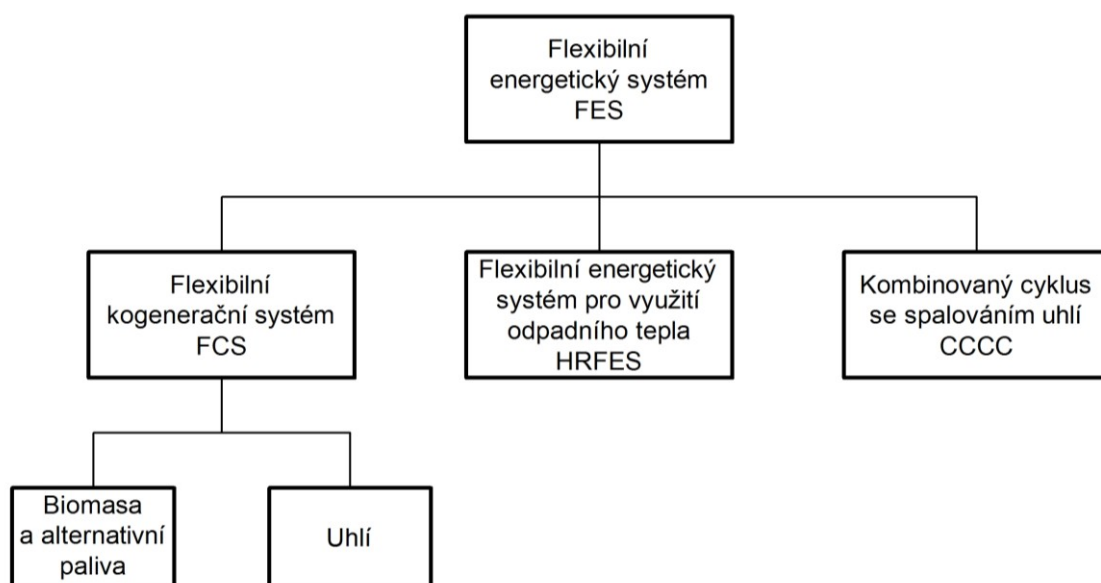 Flexibilní
energetický systém
FES
Flexibilní
kogenerační systém
FCS
Flexibilní energetický
systém pro využití
odpadního tepla
HRFES
Kombinovaný cyklus
se spalováním uhlí
CCCC
Biomasa
a alternativní
paliva
Uhlí